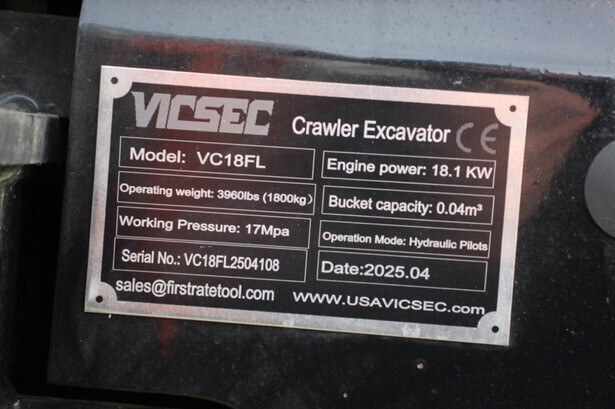 VICSEC Crawler Excavator CE
Model: VC18FL
Engine power: 18.1 KW
Operating weight: 3960lbs (1800kg)
Bucket capacity: 0.04m³
Working Pressure: 17Mpa
Operation Mode: Hydraulic Pilots
Serial No.: VC18FL2504108
Date:2025.04
sales@firstratetool.com
www.USAVICSEC.com